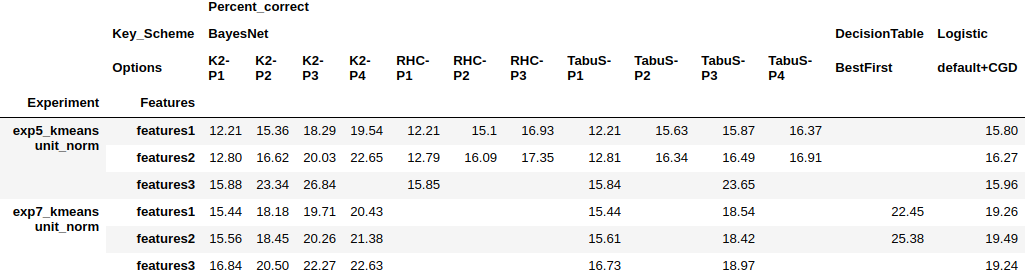 Percent_correct
Key_Scheme BayesNet DecisionTable Logistic
Options K2-P1 K2-P2 K2-P3 K2-P4 RHC-P1 RHC-P2 RHC-P3 TabuS-P1 TabuS-P2 TabuS-P3 TabuS-P4 BestFirst default+CGD
Experiment Features
exp5_kmeans features1 12.21 15.36 18.29 19.54 12.21 15.1 16.93 12.21 15.63 15.87 16.37 15.80
unit_norm features2 12.80 16.62 20.03 22.65 12.79 16.09 17.35 12.81 16.34 16.49 16.91 16.27
features3 15.88 23.34 26.84 15.85 15.84 23.65 15.96
exp7_kmeans features1 15.44 18.18 19.71 20.43 15.44 18.54 22.45 19.26
unit_norm features2 15.56 18.45 20.26 21.38 15.61 18.42 25.38 19.49
features3 16.84 20.50 22.27 22.63 16.73 18.97 19.24